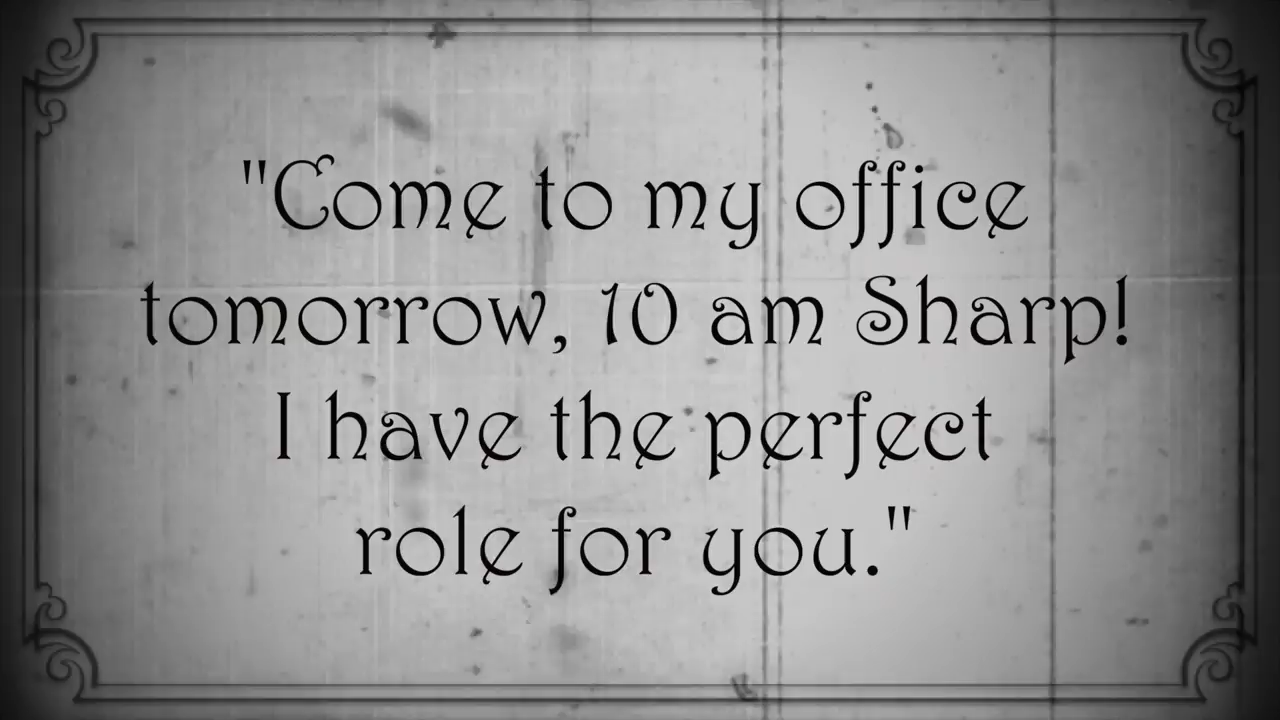 "Come to my office
tomorrow, 10 am Sharp!
I have the perfect
role for you."